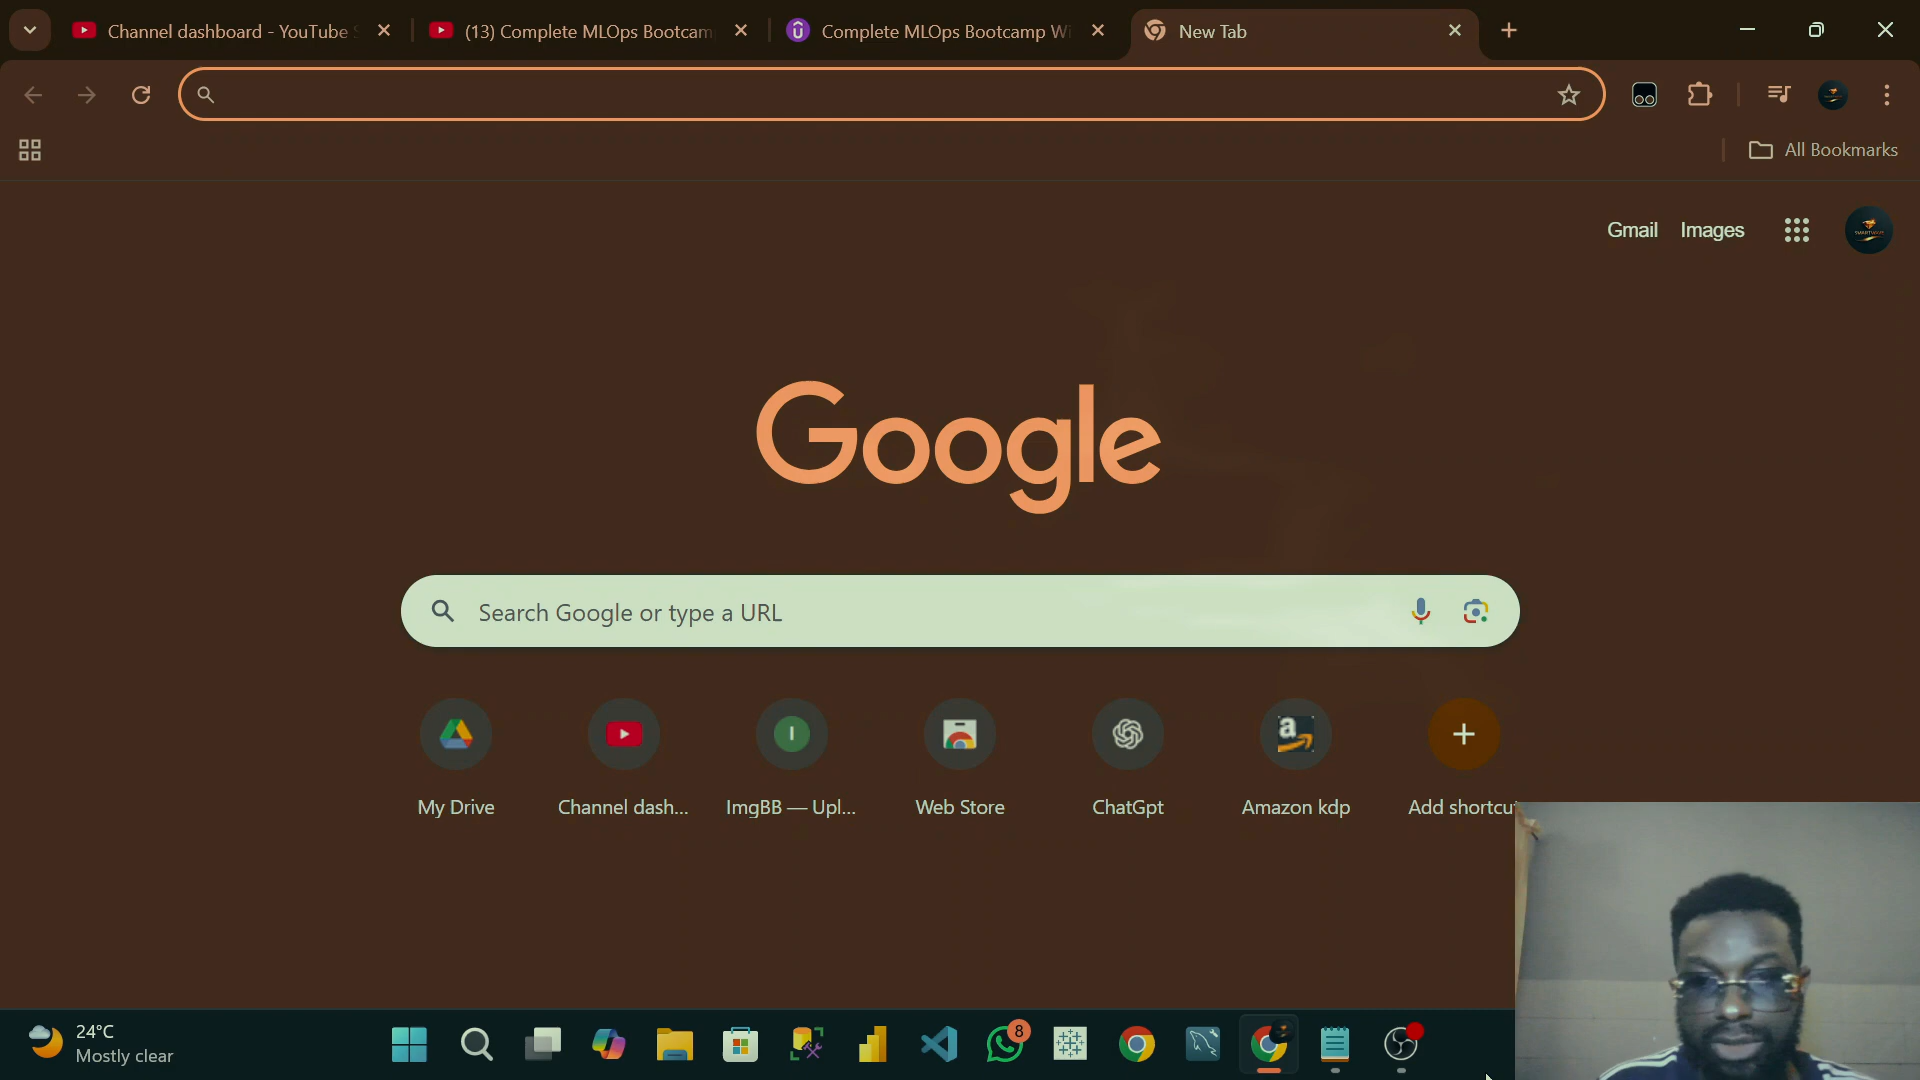 Channel dashboard - YouTube S
(13) Complete MLOps Bootcam
Complete MLOps Bootcamp Wi
New Tab
All Bookmarks
Gmail
Images
Google
Search Google or type a URL
My Drive
Channel dash...
I
ImgBB — Upl...
Web Store
ChatGpt
Amazon kdp
Add shortcut
24°C
Mostly clear
8